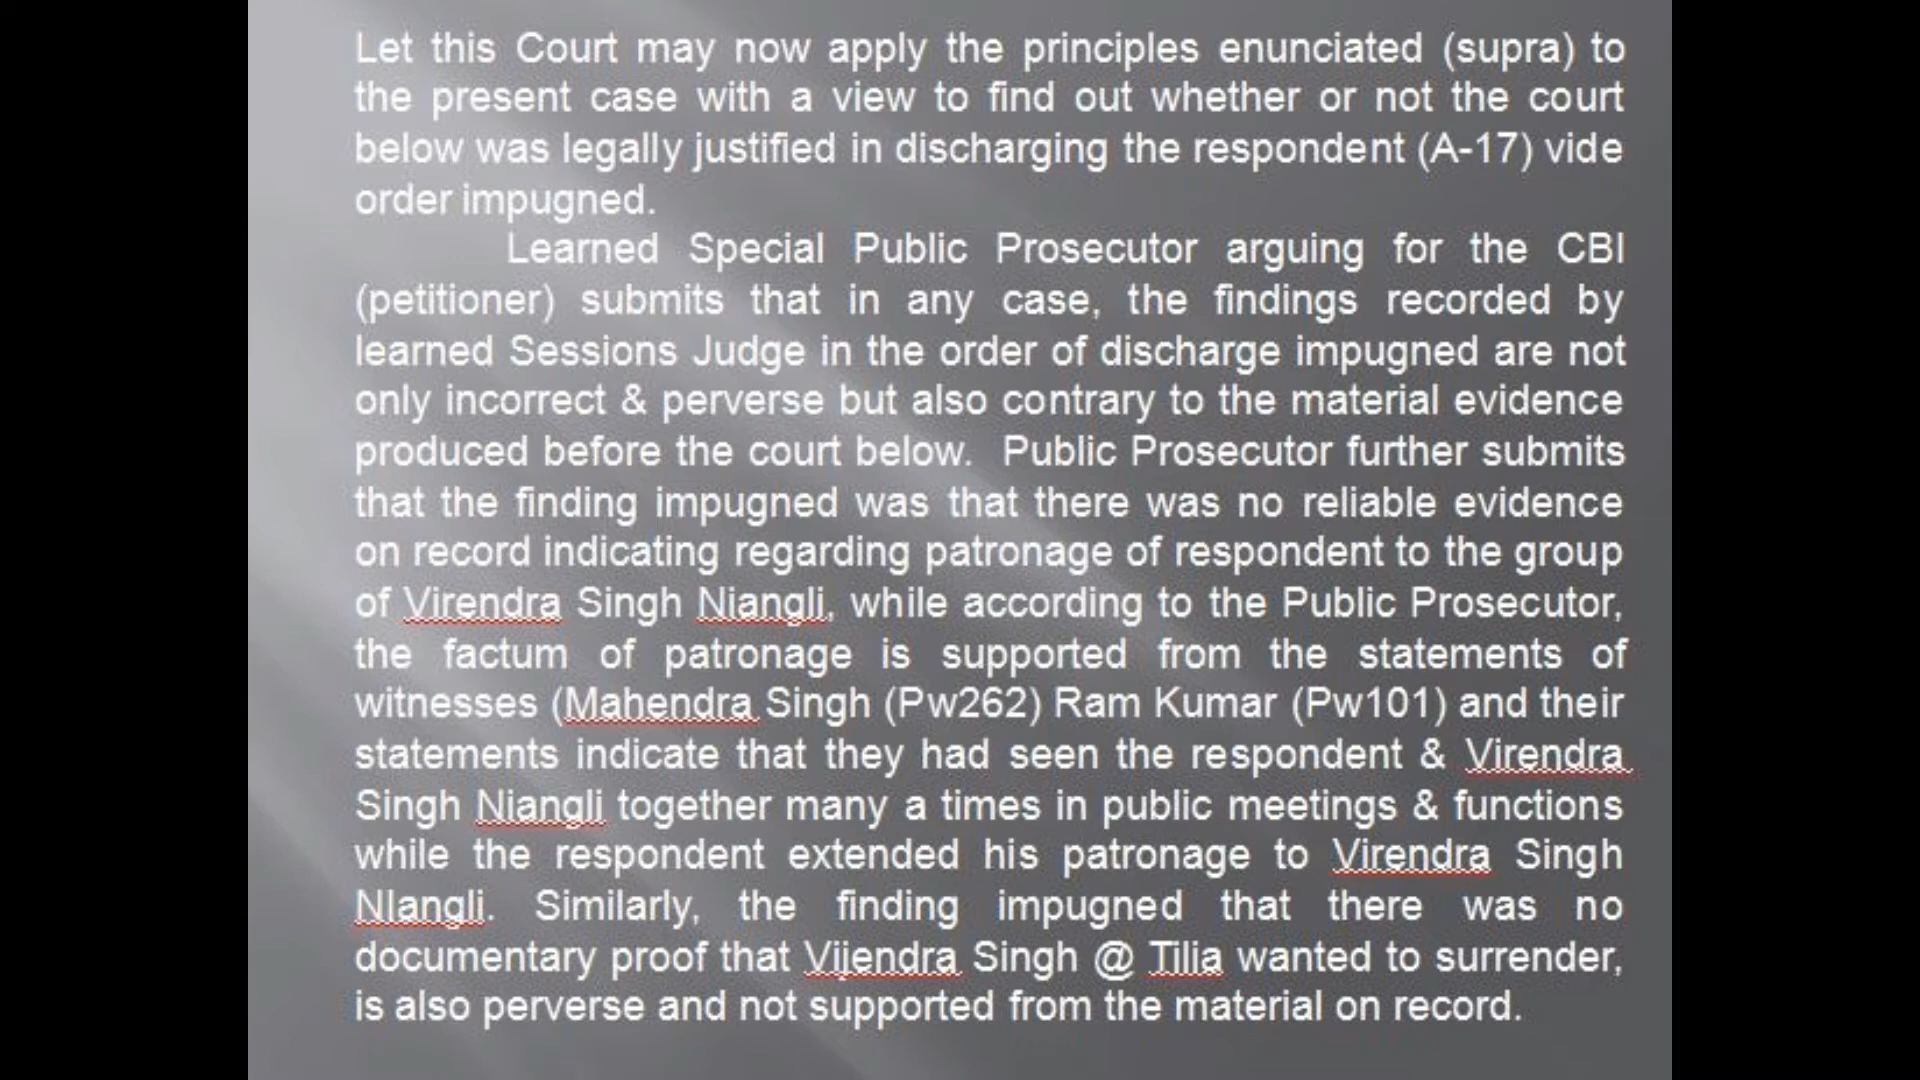 Let this Court may now apply the principles enunciated (supra) to
the present case with a view to find out whether or not the court
below was legally justified in discharging the respondent (A-17) vide
order impugned.
Learned Special Public Prosecutor arguing for the CBI
(petitioner) submits that in any case, the findings recorded by
learned Sessions Judge in the order of discharge impugned are not
only incorrect & perverse but also contrary to the material evidence
produced before the court below. Public Prosecutor further submits
that the finding impugned was that there was no reliable evidence
on record indicating regarding patronage of respondent to the group
of Virendra Singh Niangli, while according to the Public Prosecutor,
the factum of patronage is supported from the statements of
witnesses (Mahendra Singh (Pw262) Ram Kumar (Pw101) and their
statements indicate that they had seen the respondent & Virendra
Singh Niangli together many a times in public meetings & functions
while the respondent extended his patronage to Virendra Singh
NIangli. Similarly, the finding impugned that there was no
documentary proof that Vijendra Singh @ Tilia wanted to surrender,
is also perverse and not supported from the material on record.